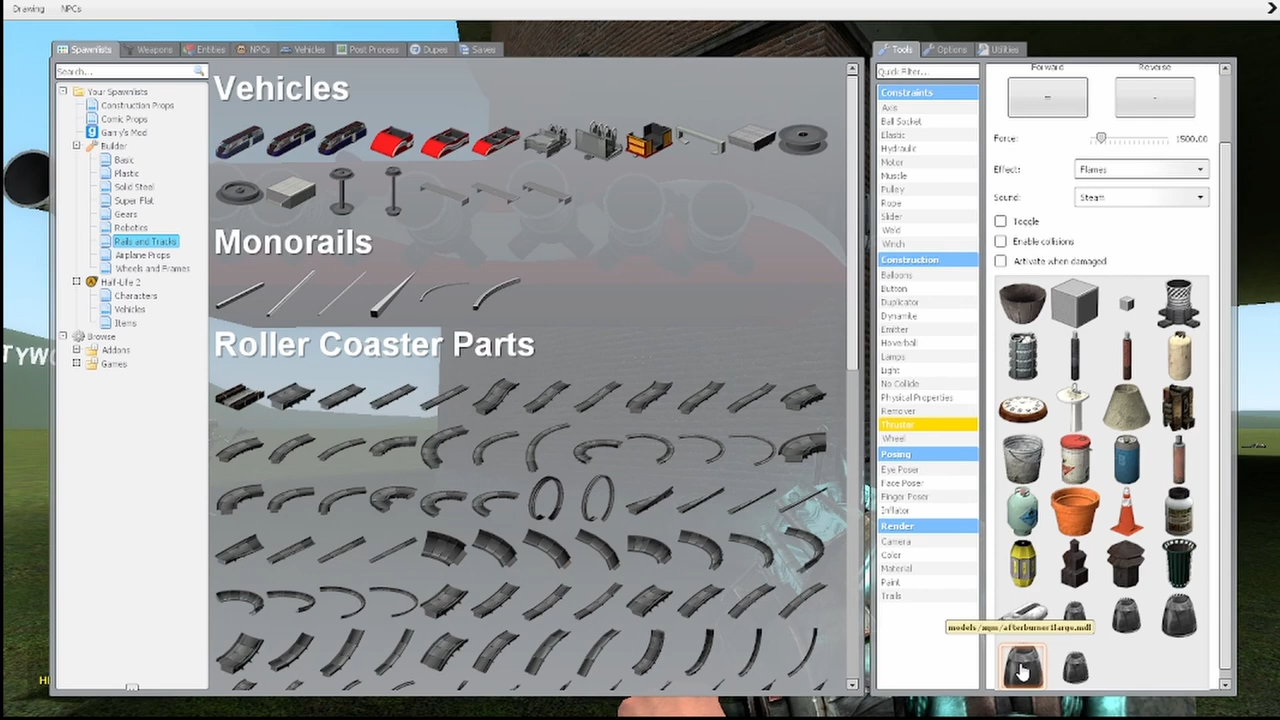 Drawing NPCs
Spawnlists Weapons Entities NPCs Vehicles Post Process Dupes Saves
Tools Options Utilities
Search...
Your Spawnlists
Construction Props
Comic Props
Garry's Mod
Builder
Basic
Plastic
Solid Steel
Super Flat
Gears
Robotics
Rails and Tracks
Airplane Props
Wheels and Frames
Half-Life 2
Characters
Vehicles
Items
Browse
Addons
Games
Vehicles
Monorails
Roller Coaster Parts
Quick Filter...
Constraints
Axis
Ball Socket
Elastic
Hydraulic
Motor
Muscle
Pulley
Rope
Slider
Weld
Winch
Construction
Balloons
Button
Duplicator
Dynamite
Emitter
Hoverball
Lamps
Light
No Collide
Physical Properties
Remover
Thruster
Wheel
Posing
Eye Poser
Face Poser
Finger Poser
Inflator
Render
Camera
Color
Material
Paint
Trails
Forward Reverse
Force: 1500.00
Effect: Flames
Sound: Steam
Toggle
Enable collisions
Activate when damaged
models/xqm/afterburner1large.mdl